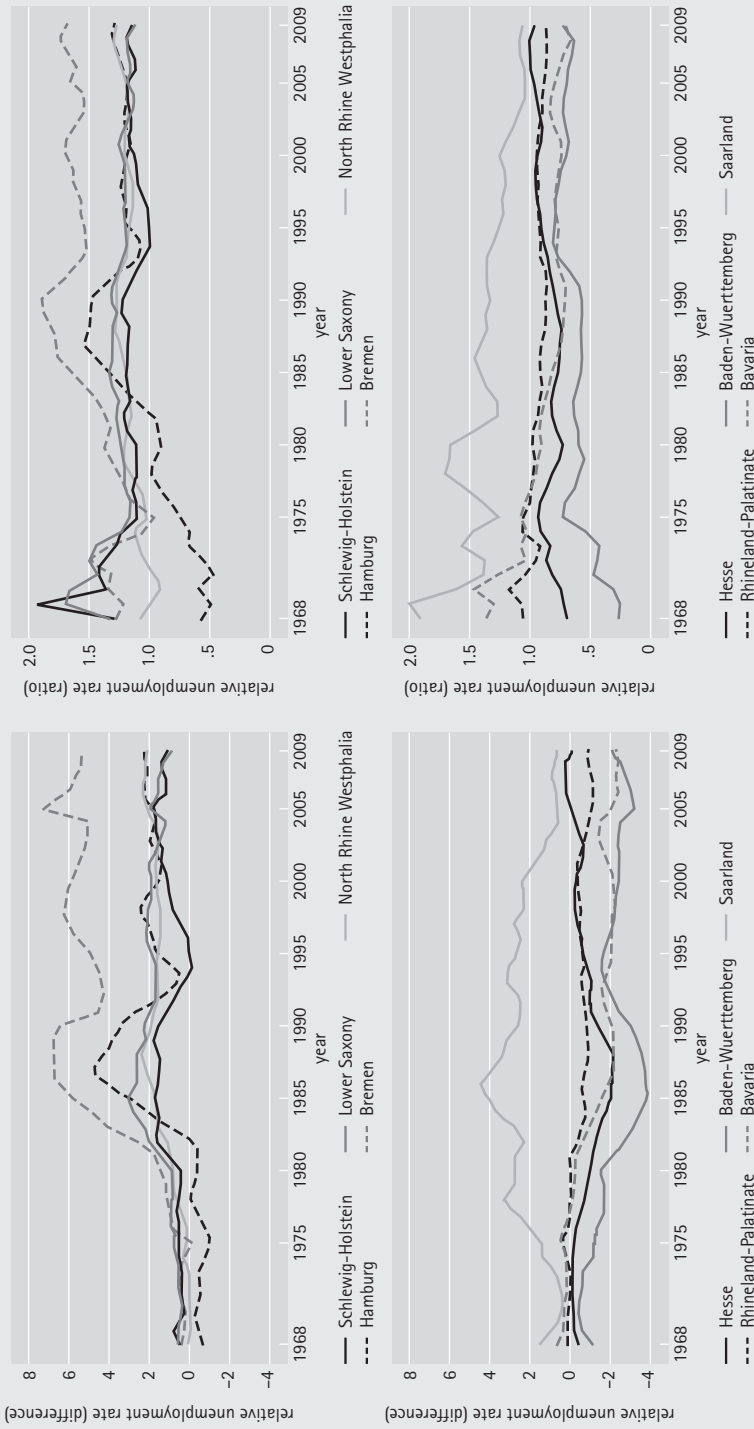 relative unemployment rate (difference)
8
6
4
2
0
−2
−4
1968 1975 1980 1985 1990 1995 2000 2005 2009
year
Schlewig-Holstein Lower Saxony North Rhine Westphalia
Hamburg Bremen
relative unemployment rate (ratio)
2.0
1.5
1.0
.5
0
1968 1975 1980 1985 1990 1995 2000 2005 2009
year
Schlewig-Holstein Lower Saxony North Rhine Westphalia
Hamburg Bremen
relative unemployment rate (difference)
8
6
4
2
0
−2
−4
1968 1975 1980 1985 1990 1995 2000 2005 2009
year
Hesse Baden-Wuerttemberg Saarland
Rhineland-Palatinate Bavaria
relative unemployment rate (ratio)
2.0
1.5
1.0
.5
0
1968 1975 1980 1985 1990 1995 2000 2005 2009
year
Hesse Baden-Wuerttemberg Saarland
Rhineland-Palatinate Bavaria